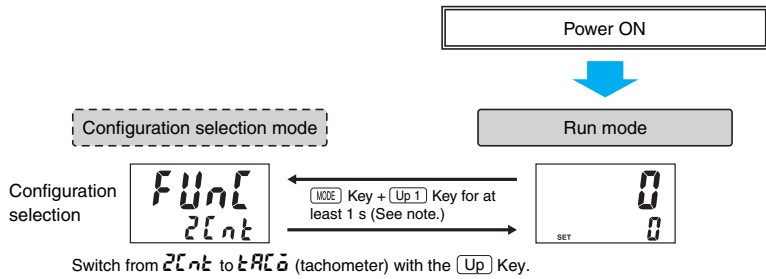 Power ON
Configuration selection mode
Run mode
Configuration
selection
FUnC
2Cnt
MODE Key + Up 1 Key for at
least 1 s (See note.)
0
SET 0
Switch from 2Cnt to tACo (tachometer) with the Up Key.